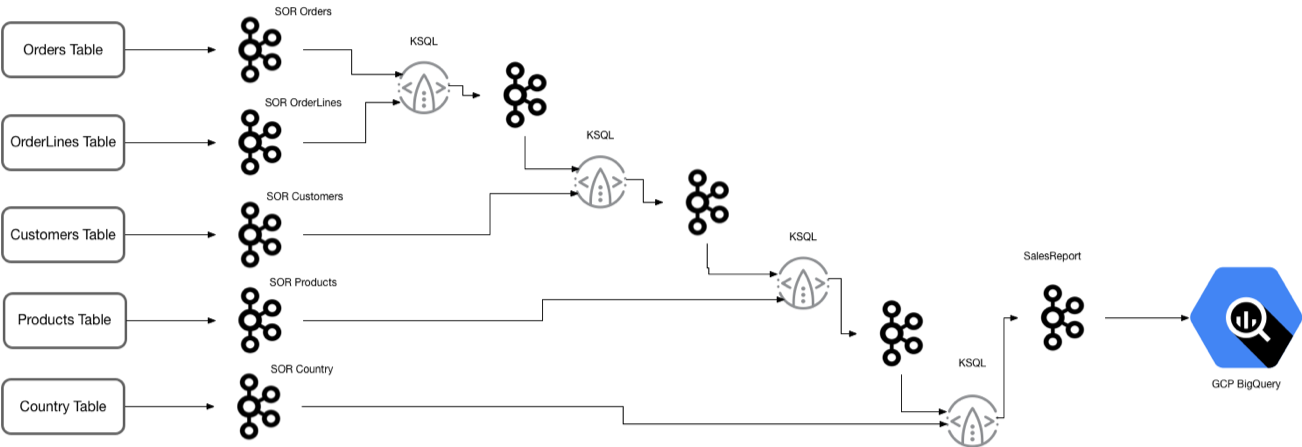 SOR Orders
Orders Table
KSQL
SOR OrderLines
OrderLines Table
KSQL
SOR Customers
Customers Table
KSQL
SalesReport
SOR Products
Products Table
KSQL
SOR Country
GCP BigQuery
Country Table